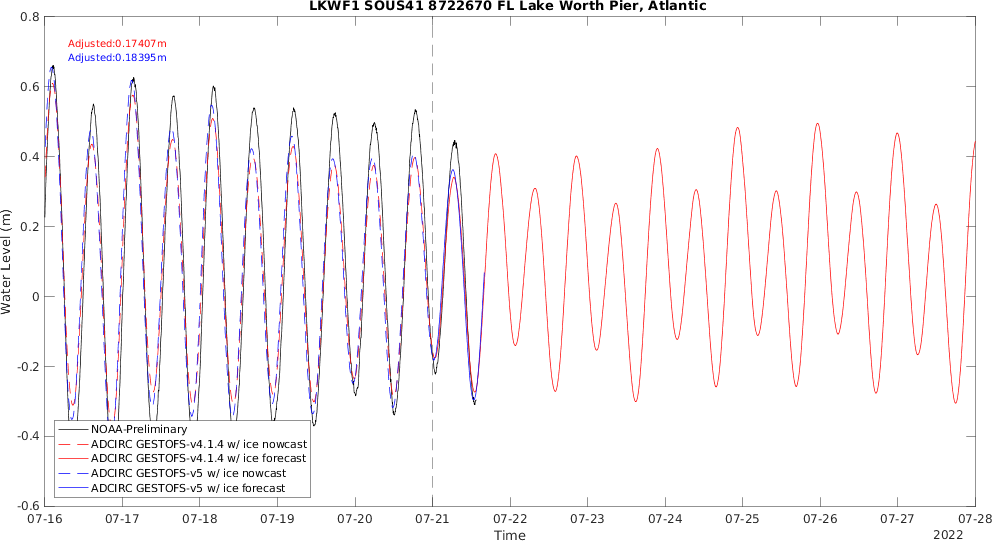 LKWF1 SOUS41 8722670 FL Lake Worth Pier, Atlantic
0.8
Adjusted:0.17407m
Adjusted:0.18395m
0.6
0.4
0.2
Water Level (m)
0
-0.2
-0.4
-0.6
NOAA-Preliminary
ADCIRC GESTOFS-v4.1.4 w/ ice nowcast
ADCIRC GESTOFS-v4.1.4 w/ ice forecast
ADCIRC GESTOFS-v5 w/ ice nowcast
ADCIRC GESTOFS-v5 w/ ice forecast
07-16 07-17 07-18 07-19 07-20 07-21 07-22 07-23 07-24 07-25 07-26 07-27 07-28
Time
2022